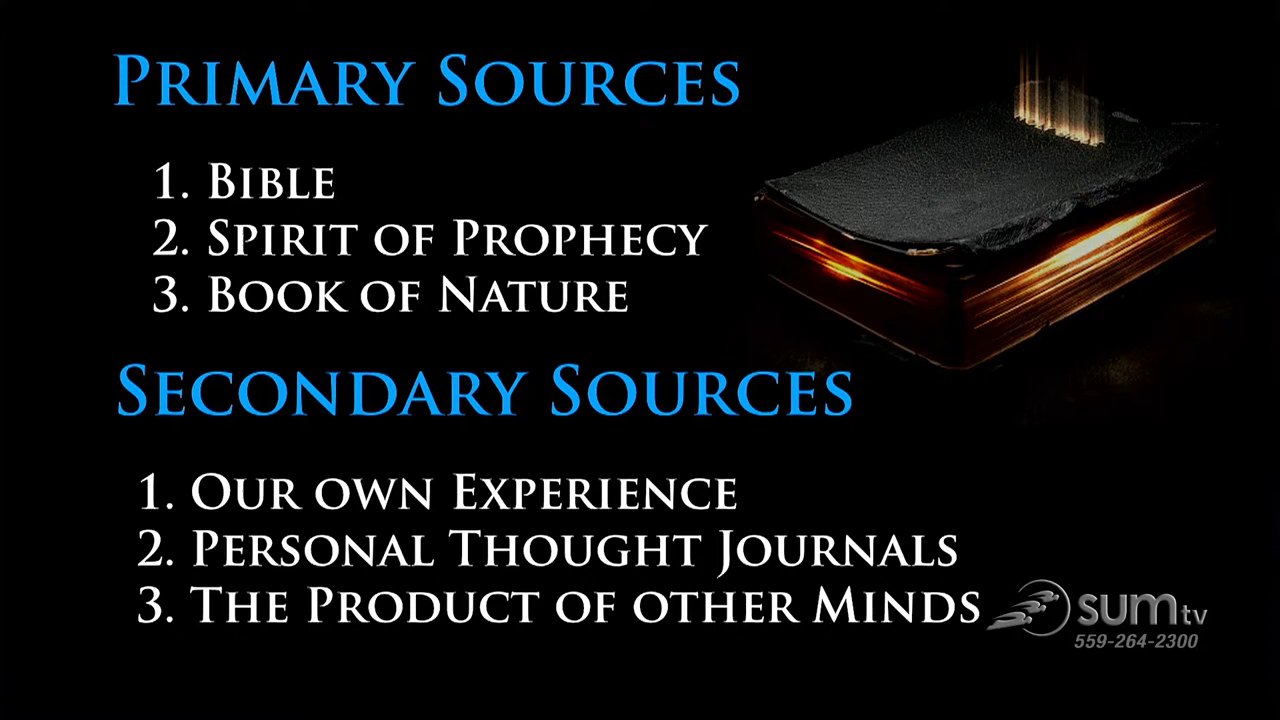 Primary Sources
1. Bible
2. Spirit of Prophecy
3. Book of Nature
Secondary Sources
1. Our own Experience
2. Personal Thought Journals
3. The Product of other Minds
sumtv
559-264-2300